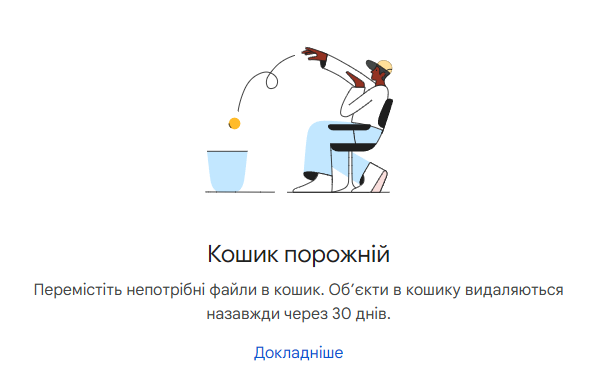 Кошик порожній
Перемістіть непотрібні файли в кошик. Об’єкти в кошику видаляються
назавжди через 30 днів.
Докладніше